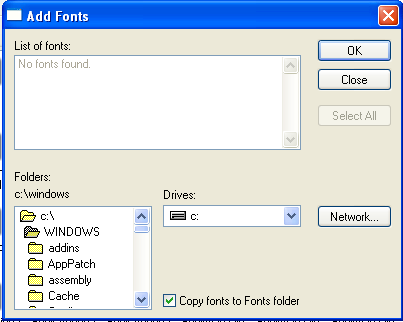 Add Fonts
List of fonts:
No fonts found.
OK
Close
Select All
Folders:
c:\windows
c:\
WINDOWS
addins
AppPatch
assembly
Cache
Drives:
c:
Network...
Copy fonts to Fonts folder